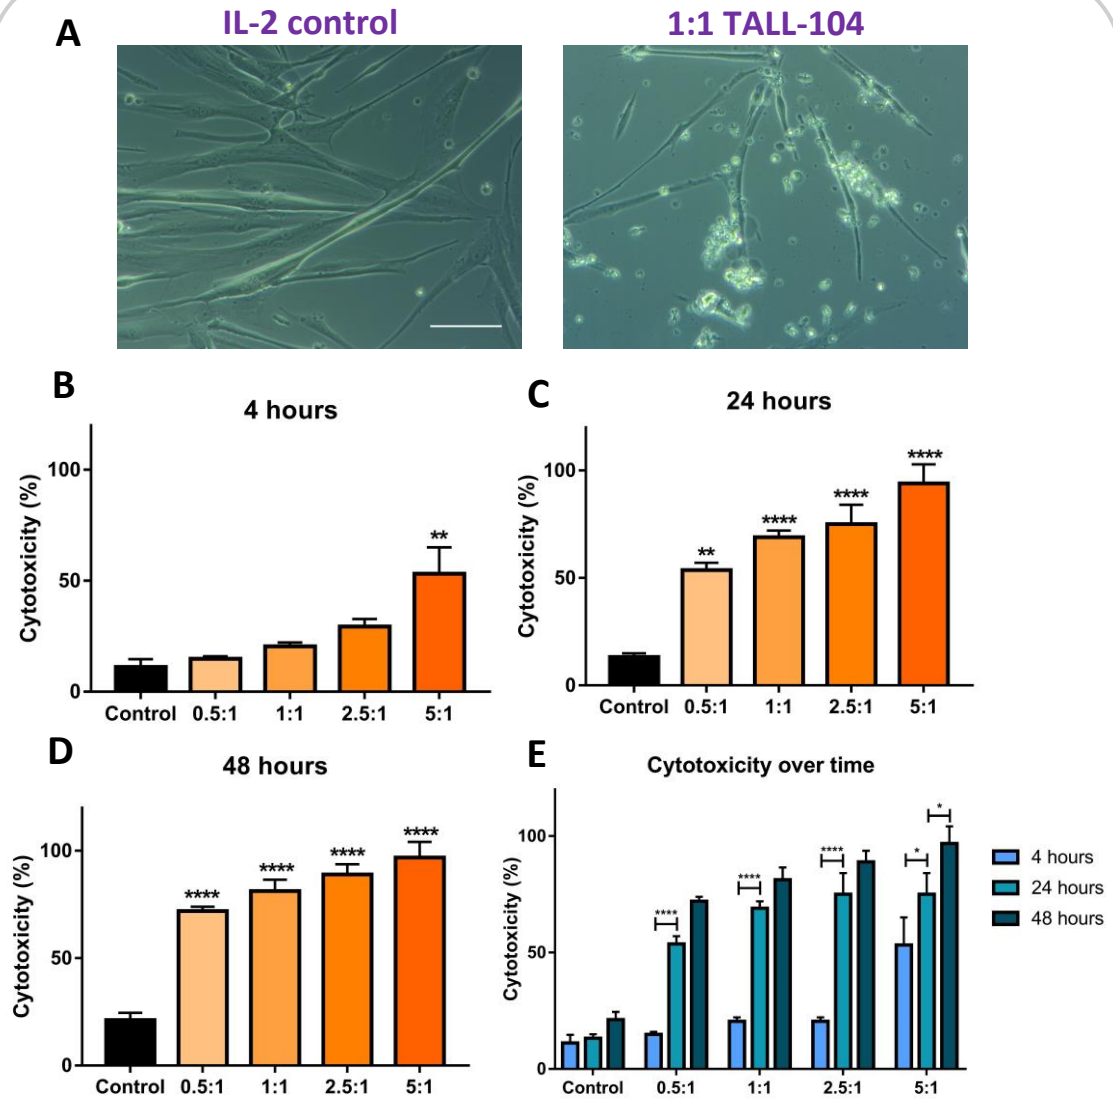 A
IL-2 control
1:1 TALL-104
B
4 hours
Cytotoxicity (%)
100
50
0
**
Control 0.5:1 1:1 2.5:1 5:1
C
24 hours
Cytotoxicity (%)
100
50
0
** **** **** ****
Control 0.5:1 1:1 2.5:1 5:1
D
48 hours
Cytotoxicity (%)
100
50
0
**** **** **** ****
Control 0.5:1 1:1 2.5:1 5:1
E
Cytotoxicity over time
Cytotoxicity (%)
100
50
0
**** **** **** * *
Control 0.5:1 1:1 2.5:1 5:1
4 hours
24 hours
48 hours